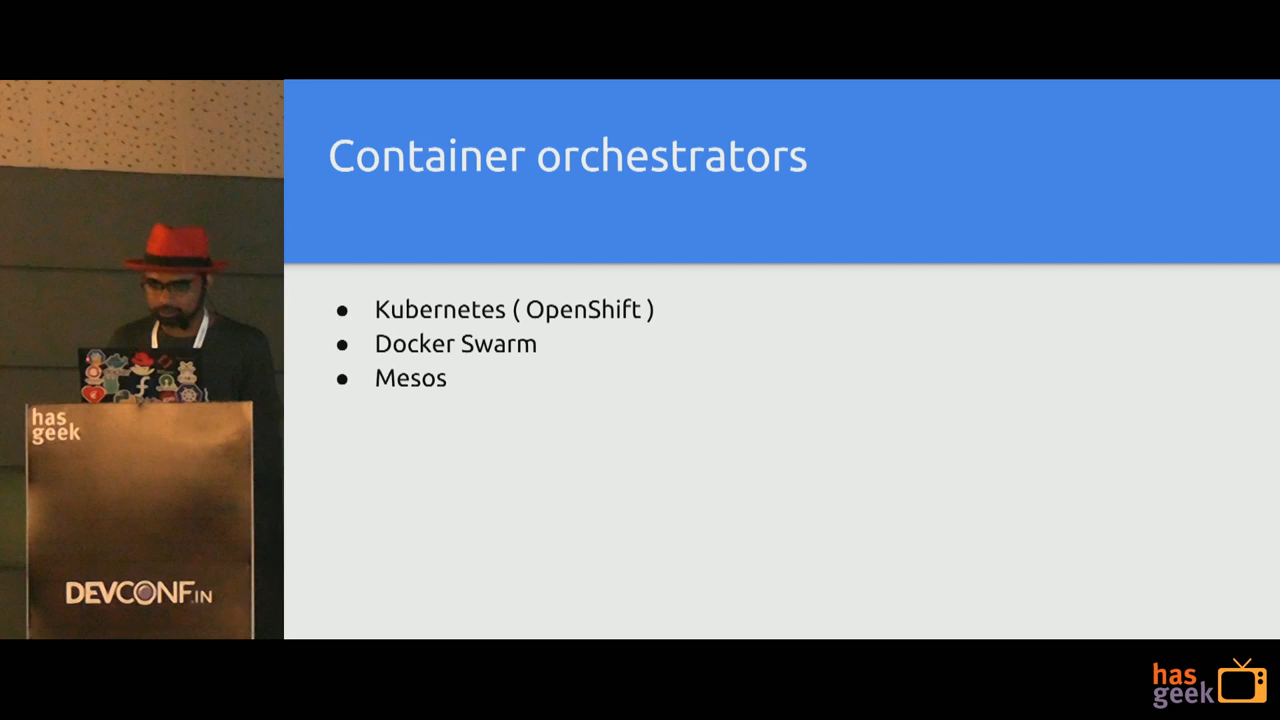 Container orchestrators
● Kubernetes ( OpenShift )
● Docker Swarm
● Mesos
has
geek
DEVCONF.IN
has
geek